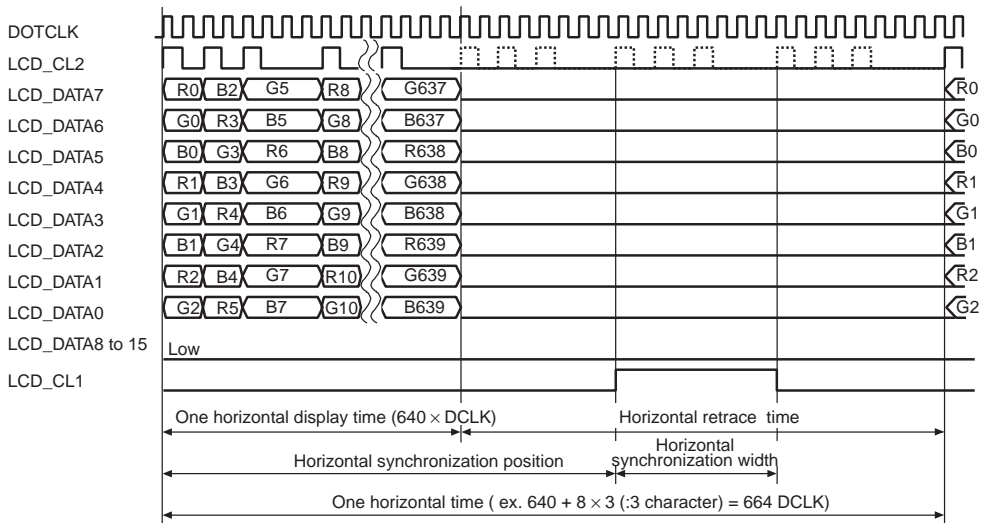 DOTCLK
LCD_CL2
LCD_DATA7 R0 B2 G5 R8 G637 R0
LCD_DATA6 G0 R3 B5 G8 B637 G0
LCD_DATA5 B0 G3 R6 B8 R638 B0
LCD_DATA4 R1 B3 G6 R9 G638 R1
LCD_DATA3 G1 R4 B6 G9 B638 G1
LCD_DATA2 B1 G4 R7 B9 R639 B1
LCD_DATA1 R2 B4 G7 R10 G639 R2
LCD_DATA0 G2 R5 B7 G10 B639 G2
LCD_DATA8 to 15 Low
LCD_CL1
One horizontal display time (640 × DCLK) Horizontal retrace time
Horizontal synchronization position Horizontal
synchronization width
One horizontal time ( ex. 640 + 8 × 3 (:3 character) = 664 DCLK)